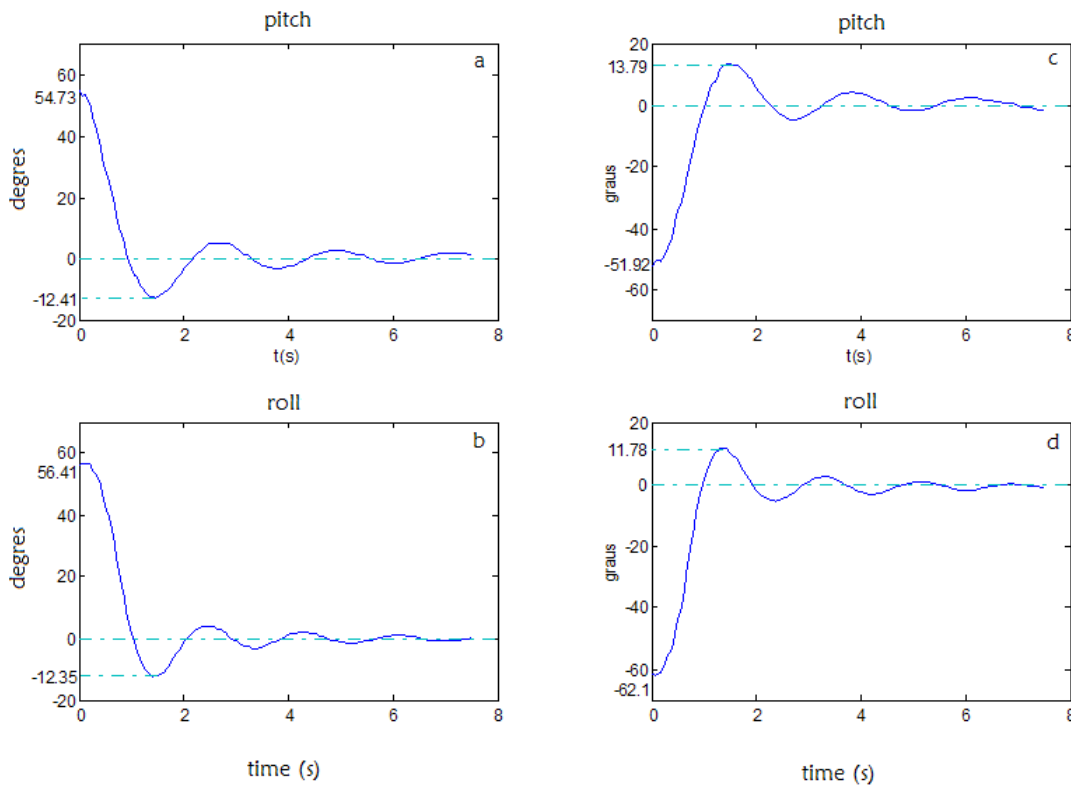 pitch
a
60
54.73
40
20
0
-12.41
-20
degres
0 2 4 6 8
t(s)
pitch
c
20
13.79
0
-20
-40
-51.92
-60
graus
0 2 4 6 8
t(s)
roll
b
60
56.41
40
20
0
-12.35
-20
degres
0 2 4 6 8
time (s)
roll
d
20
11.78
0
-20
-40
-60
-62.1
graus
0 2 4 6 8
time (s)